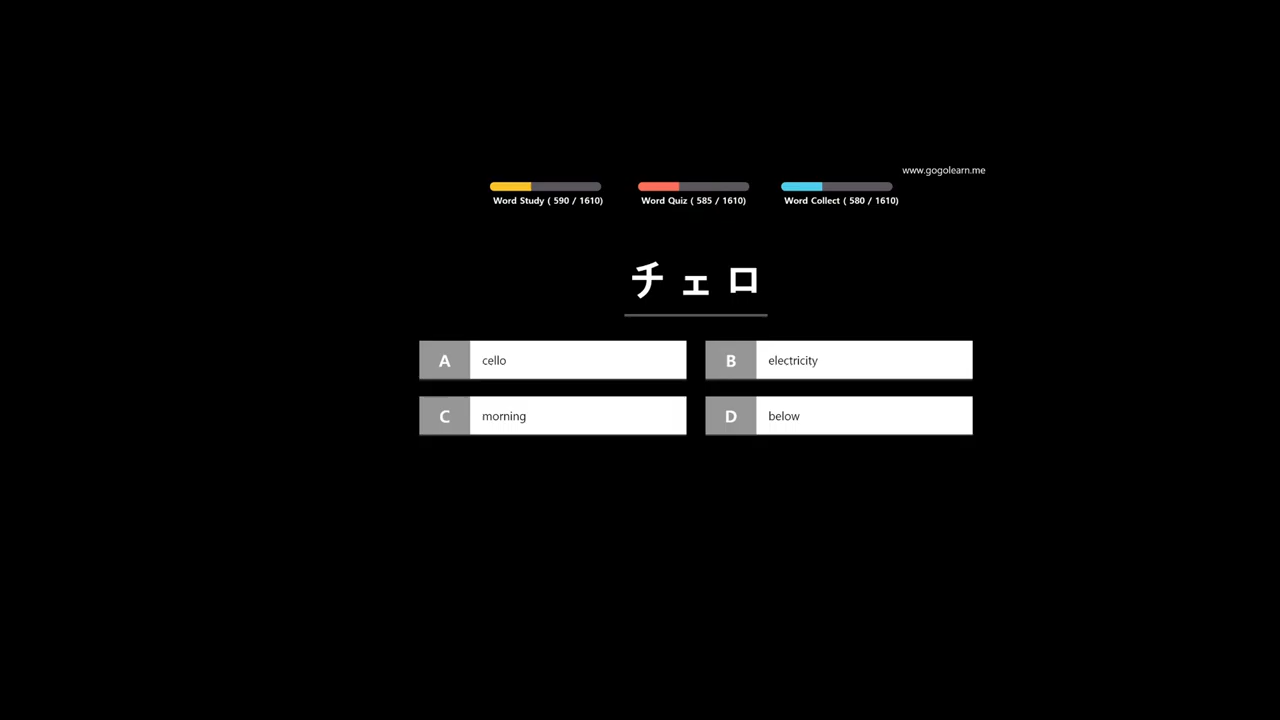 www.gogolearn.me
Word Study ( 590 / 1610)
Word Quiz ( 585 / 1610)
Word Collect ( 580 / 1610)
チェロ
A cello
B electricity
C morning
D below